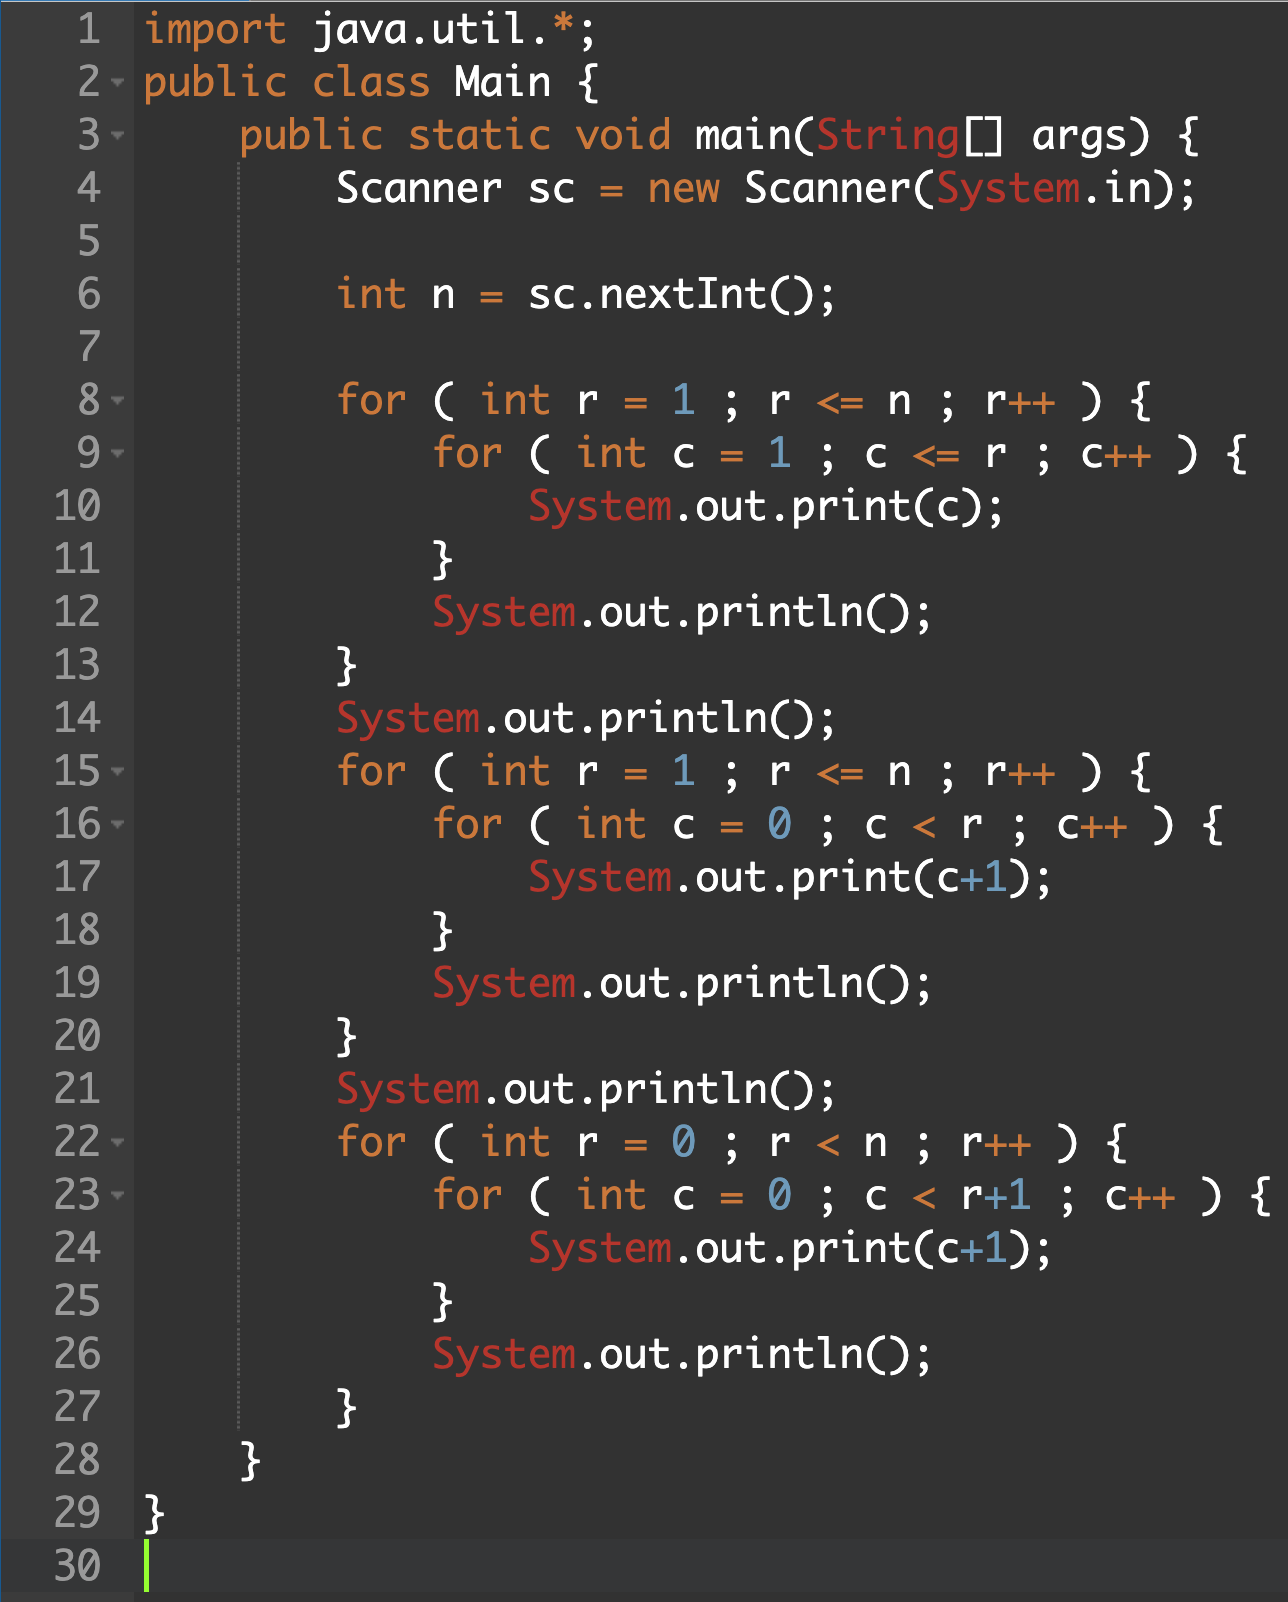 1 import java.util.*;
2 public class Main {
3     public static void main(String[] args) {
4         Scanner sc = new Scanner(System.in);
5
6         int n = sc.nextInt();
7
8         for ( int r = 1 ; r <= n ; r++ ) {
9             for ( int c = 1 ; c <= r ; c++ ) {
10                 System.out.print(c);
11             }
12             System.out.println();
13         }
14         System.out.println();
15         for ( int r = 1 ; r <= n ; r++ ) {
16             for ( int c = 0 ; c < r ; c++ ) {
17                 System.out.print(c+1);
18             }
19             System.out.println();
20         }
21         System.out.println();
22         for ( int r = 0 ; r < n ; r++ ) {
23             for ( int c = 0 ; c < r+1 ; c++ ) {
24                 System.out.print(c+1);
25             }
26             System.out.println();
27         }
28     }
29 }
30